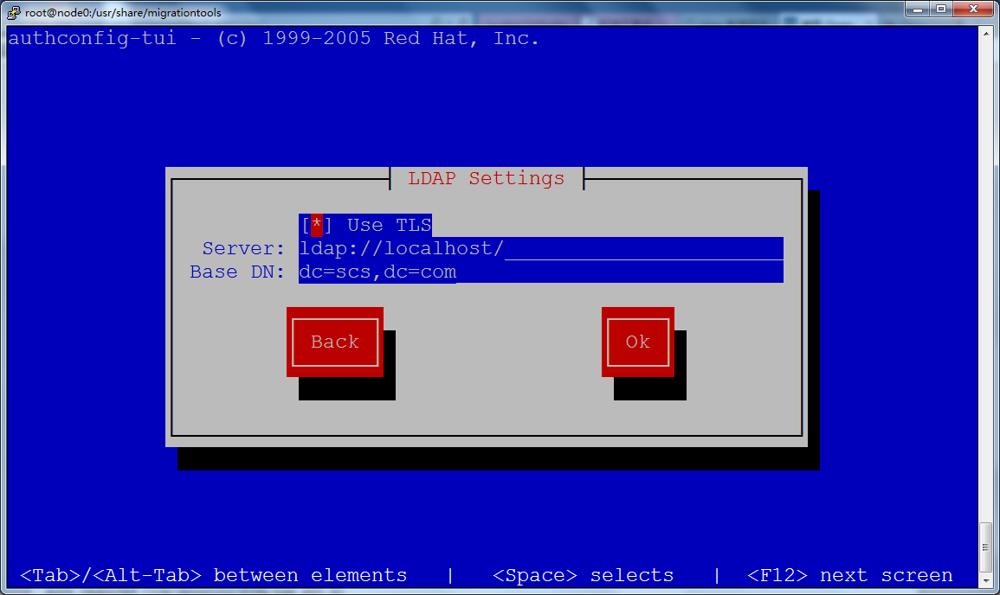 root@node0:/usr/share/migrationtools
authconfig-tui - (c) 1999-2005 Red Hat, Inc.
LDAP Settings
[*] Use TLS
Server: ldap://localhost/_______________________
Base DN: dc=scs,dc=com
Back
Ok
<Tab>/<Alt-Tab> between elements | <Space> selects | <F12> next screen